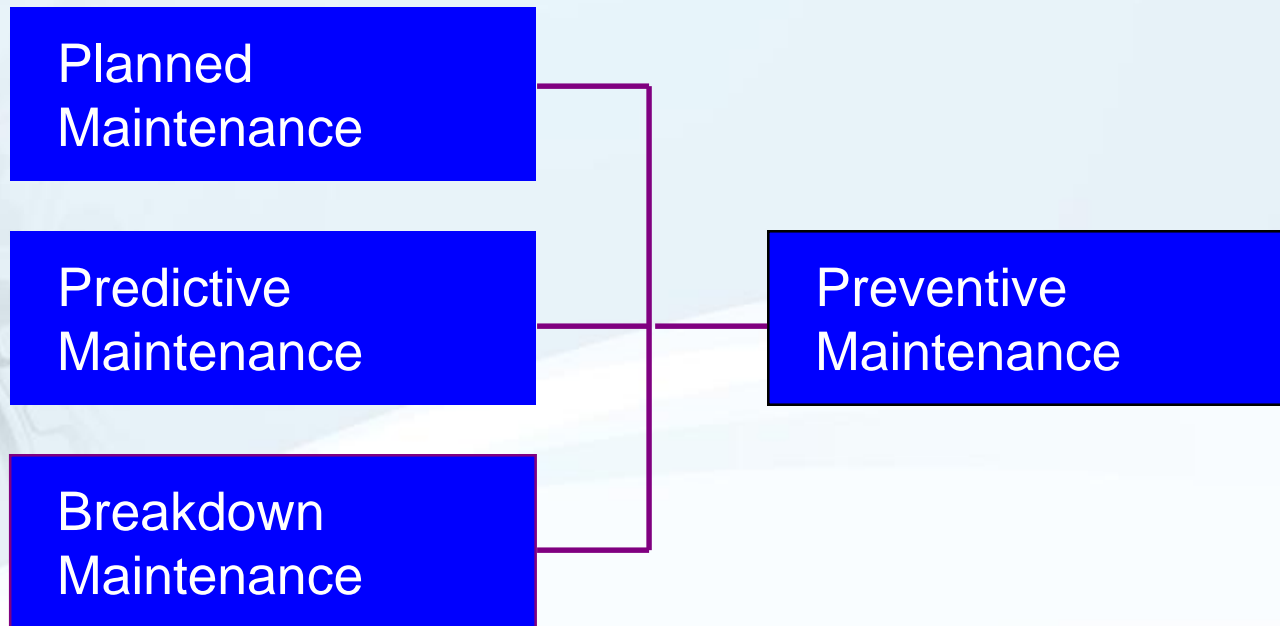 Planned
Maintenance
Predictive
Maintenance
Preventive
Maintenance
Breakdown
Maintenance